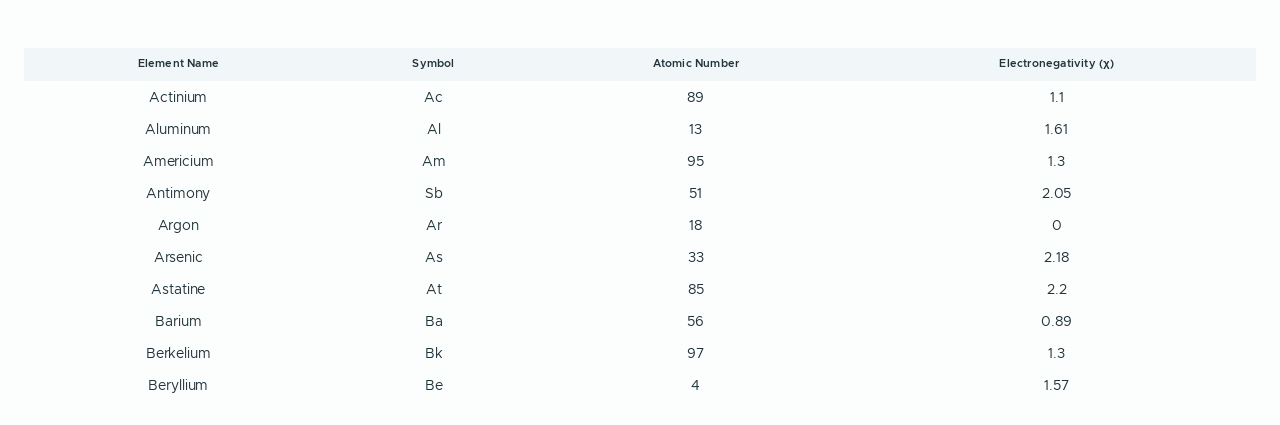 Element Name Symbol Atomic Number Electronegativity (χ)
Actinium Ac 89 1.1
Aluminum Al 13 1.61
Americium Am 95 1.3
Antimony Sb 51 2.05
Argon Ar 18 0
Arsenic As 33 2.18
Astatine At 85 2.2
Barium Ba 56 0.89
Berkelium Bk 97 1.3
Beryllium Be 4 1.57